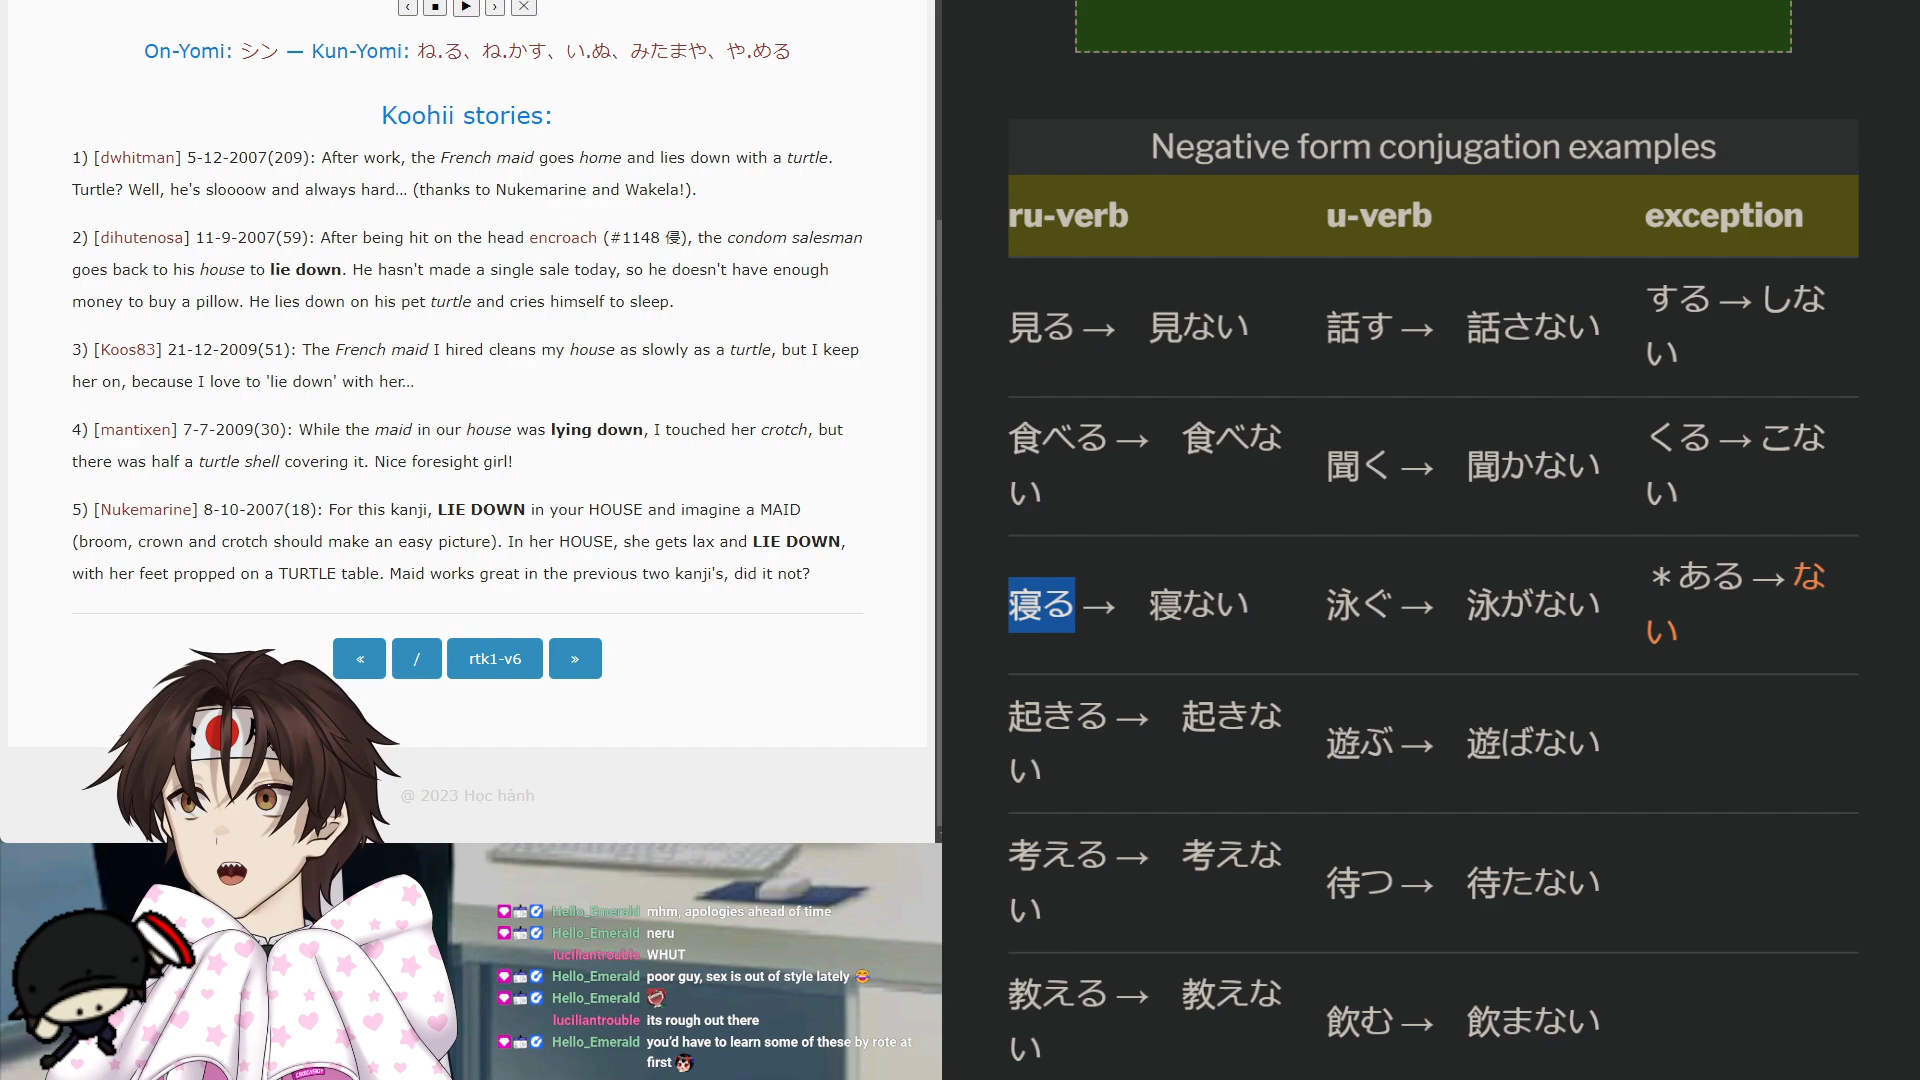 ‹ ■ ▶ › ×
On-Yomi: シン — Kun-Yomi: ね.る、ね.かす、い.ぬ、みたまや、や.める
Koohii stories:
1) [dwhitman] 5-12-2007(209): After work, the French maid goes home and lies down with a turtle.
Turtle? Well, he's sloooow and always hard... (thanks to Nukemarine and Wakela!).
2) [dihutenosa] 11-9-2007(59): After being hit on the head encroach (#1148 侵), the condom salesman
goes back to his house to lie down. He hasn't made a single sale today, so he doesn't have enough
money to buy a pillow. He lies down on his pet turtle and cries himself to sleep.
3) [Koos83] 21-12-2009(51): The French maid I hired cleans my house as slowly as a turtle, but I keep
her on, because I love to 'lie down' with her...
4) [mantixen] 7-7-2009(30): While the maid in our house was lying down, I touched her crotch, but
there was half a turtle shell covering it. Nice foresight girl!
5) [Nukemarine] 8-10-2007(18): For this kanji, LIE DOWN in your HOUSE and imagine a MAID
(broom, crown and crotch should make an easy picture). In her HOUSE, she gets lax and LIE DOWN,
with her feet propped on a TURTLE table. Maid works great in the previous two kanji's, did it not?
« / rtk1-v6 »
@ 2023 Học hành
Hello_Emerald mhm, apologies ahead of time
Hello_Emerald neru
luciliantrouble WHUT
Hello_Emerald poor guy, sex is out of style lately 😂
Hello_Emerald
luciliantrouble its rough out there
Hello_Emerald you'd have to learn some of these by rote at
first
Negative form conjugation examples
ru-verb u-verb exception
見る → 見ない 話す → 話さない する → しな
い
食べる → 食べな 聞く → 聞かない くる → こな
い い
寝る → 寝ない 泳ぐ → 泳がない ＊ある → な
い
起きる → 起きな 遊ぶ → 遊ばない
い
考える → 考えな 待つ → 待たない
い
教える → 教えな 飲む → 飲まない
い